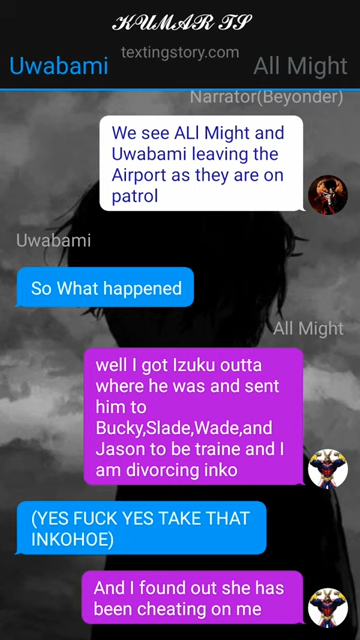 𝒦𝒰𝑀𝒜𝑅 𝒯𝒮
textingstory.com
Uwabami
All Might
Narrator(Beyonder)
We see ALl Might and
Uwabami leaving the
Airport as they are on
patrol
Uwabami
So What happened
All Might
well I got Izuku outta
where he was and sent
him to
Bucky,Slade,Wade,and
Jason to be traine and I
am divorcing inko
(YES FUCK YES TAKE THAT
INKOHOE)
And I found out she has
been cheating on me